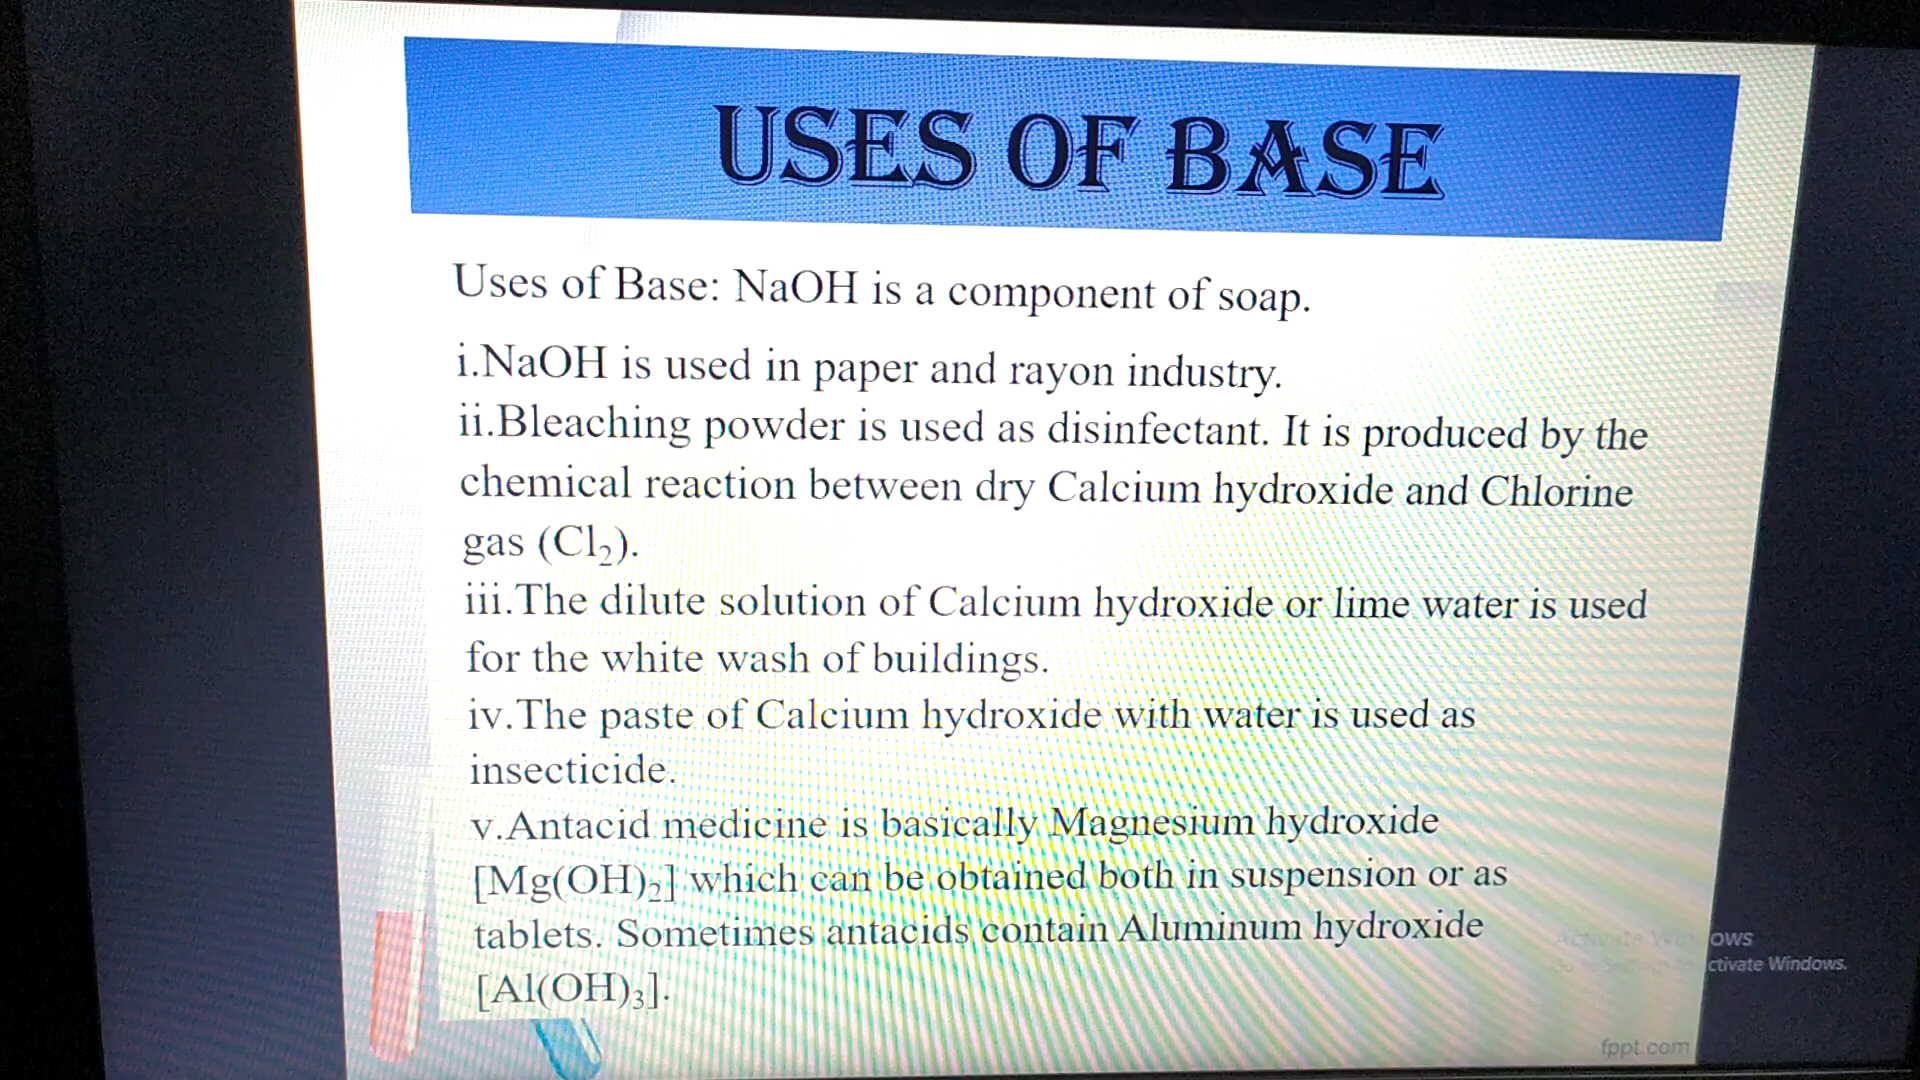 USES OF BASE
Uses of Base: NaOH is a component of soap.
i.NaOH is used in paper and rayon industry.
ii.Bleaching powder is used as disinfectant. It is produced by the
chemical reaction between dry Calcium hydroxide and Chlorine
gas (Cl₂).
iii.The dilute solution of Calcium hydroxide or lime water is used
for the white wash of buildings.
iv.The paste of Calcium hydroxide with water is used as
insecticide.
v.Antacid medicine is basically Magnesium hydroxide
[Mg(OH)₂] which can be obtained both in suspension or as
tablets. Sometimes antacids contain Aluminum hydroxide
[Al(OH)₃].
Activate Windows
Activate Windows.
fppt.com